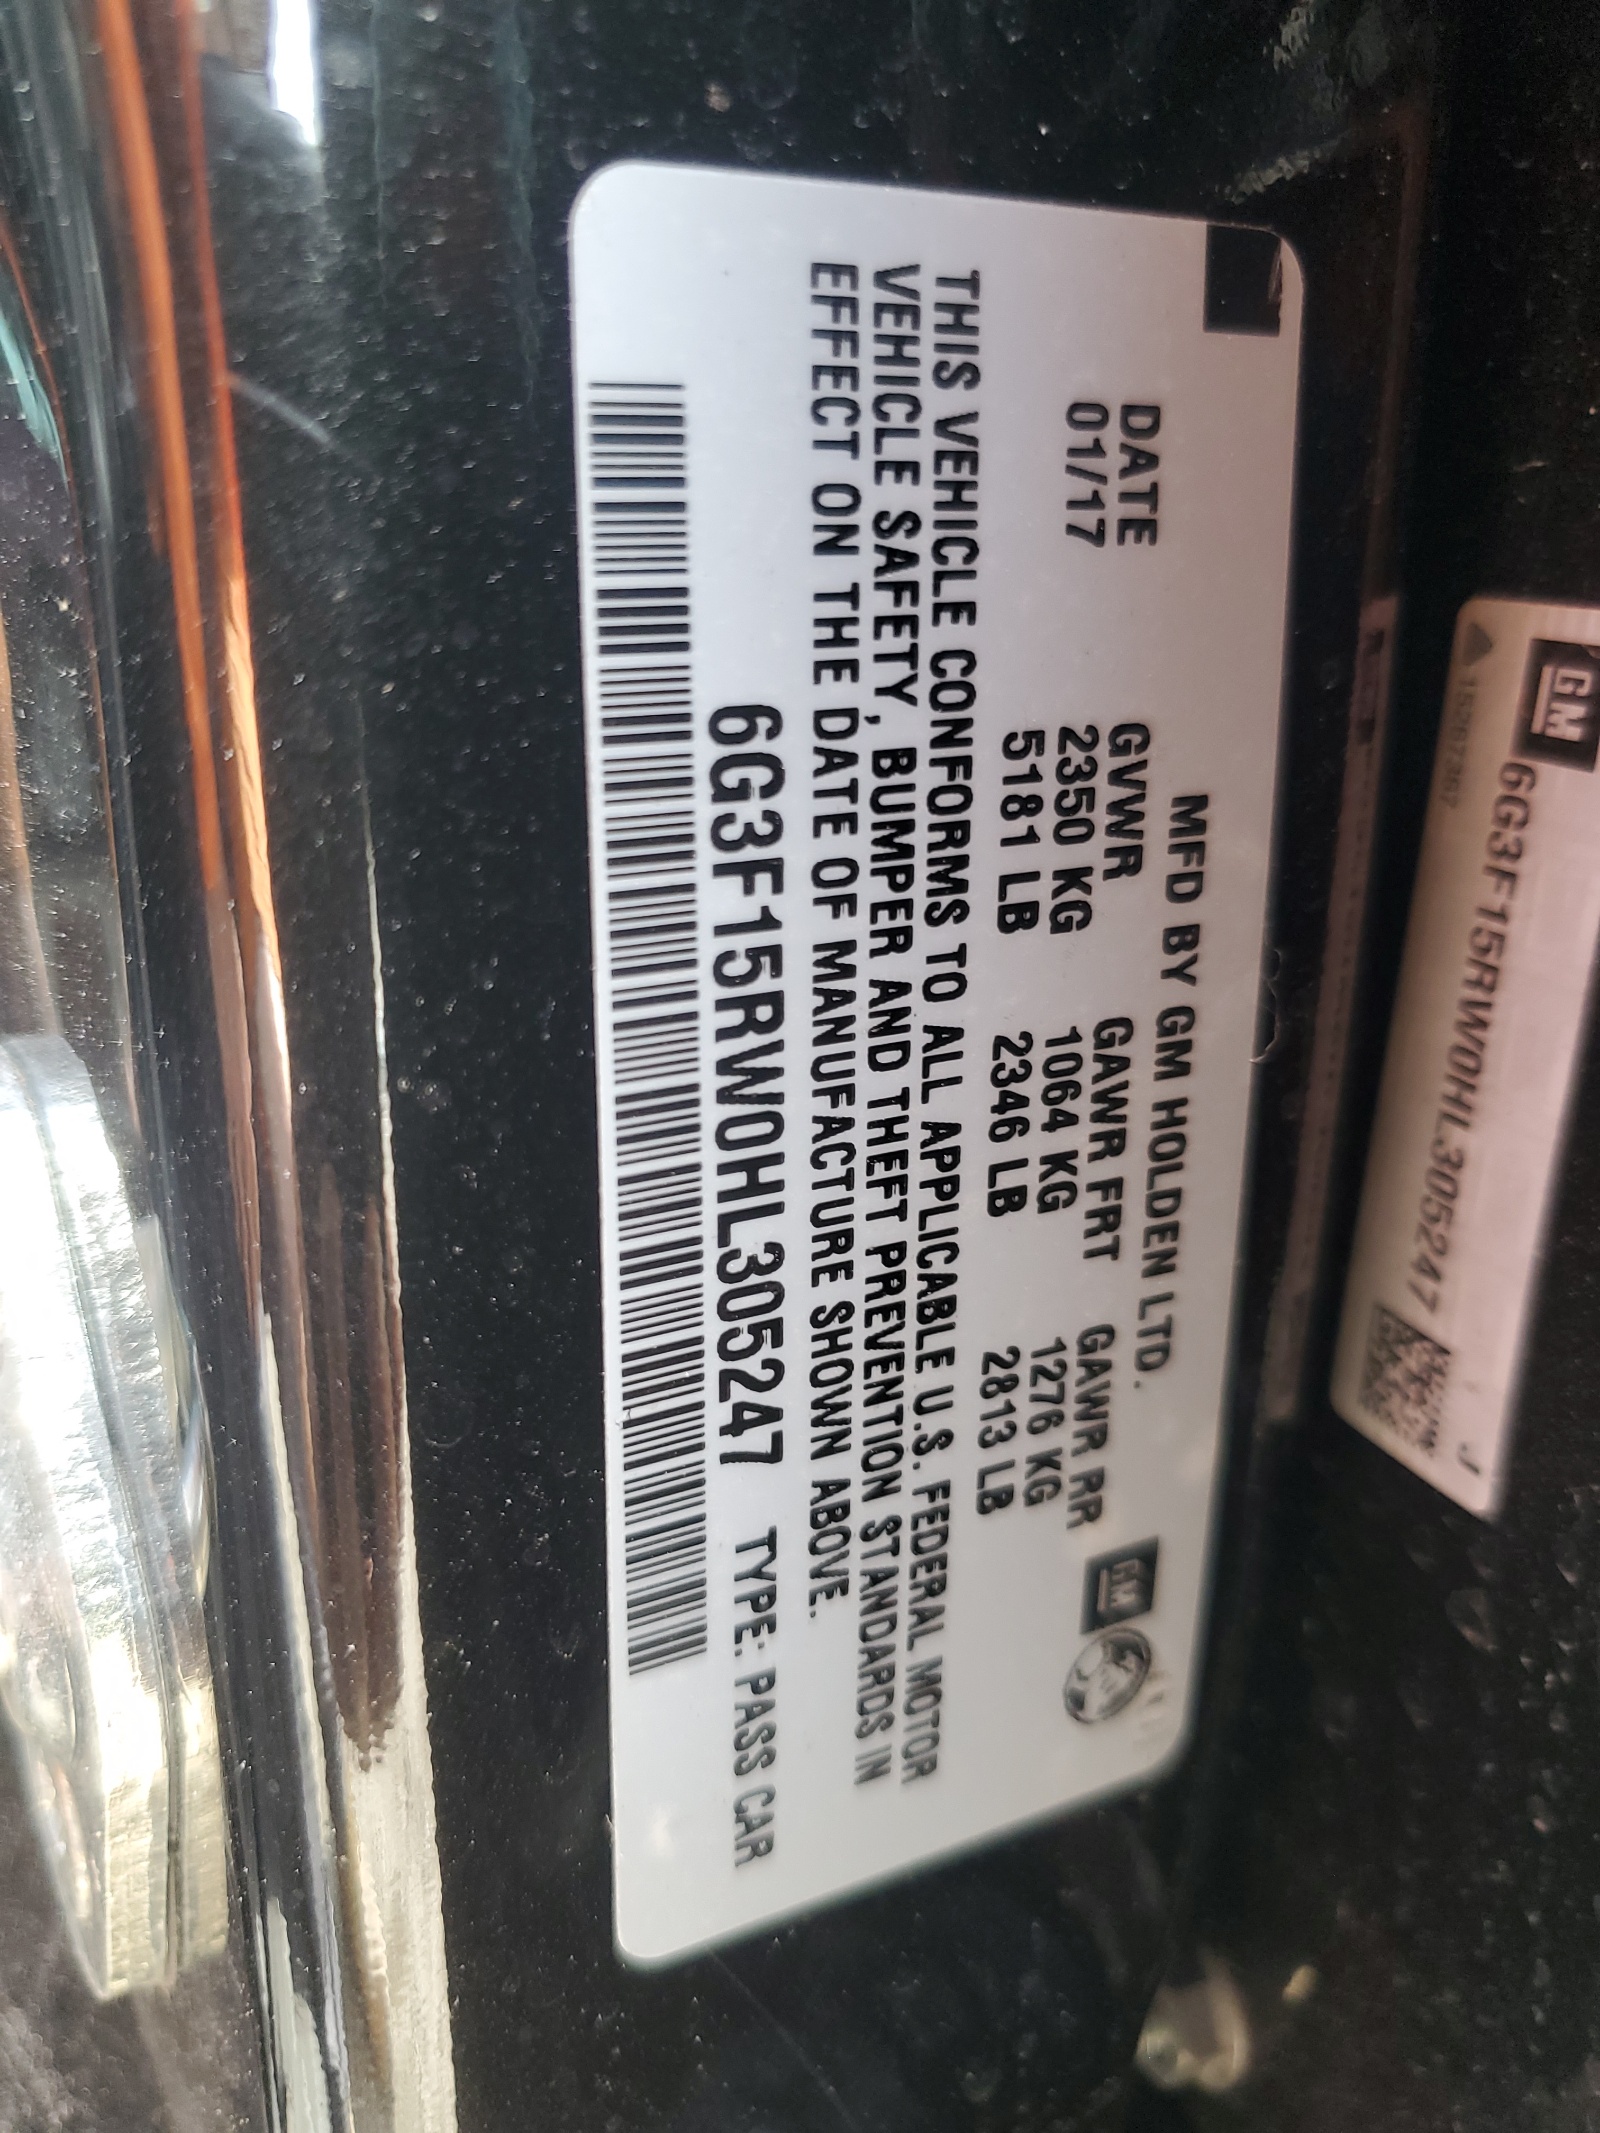 MFD BY GM HOLDEN LTD.
GM
DATE GVWR GAWR FRT GAWR RR
01/17 2350 KG 1064 KG 1276 KG
5181 LB 2346 LB 2813 LB
THIS VEHICLE CONFORMS TO ALL APPLICABLE U.S. FEDERAL MOTOR
VEHICLE SAFETY, BUMPER AND THEFT PREVENTION STANDARDS IN
EFFECT ON THE DATE OF MANUFACTURE SHOWN ABOVE.
6G3F15RW0HL305247 TYPE: PASS CAR
GM 6G3F15RW0HL305247